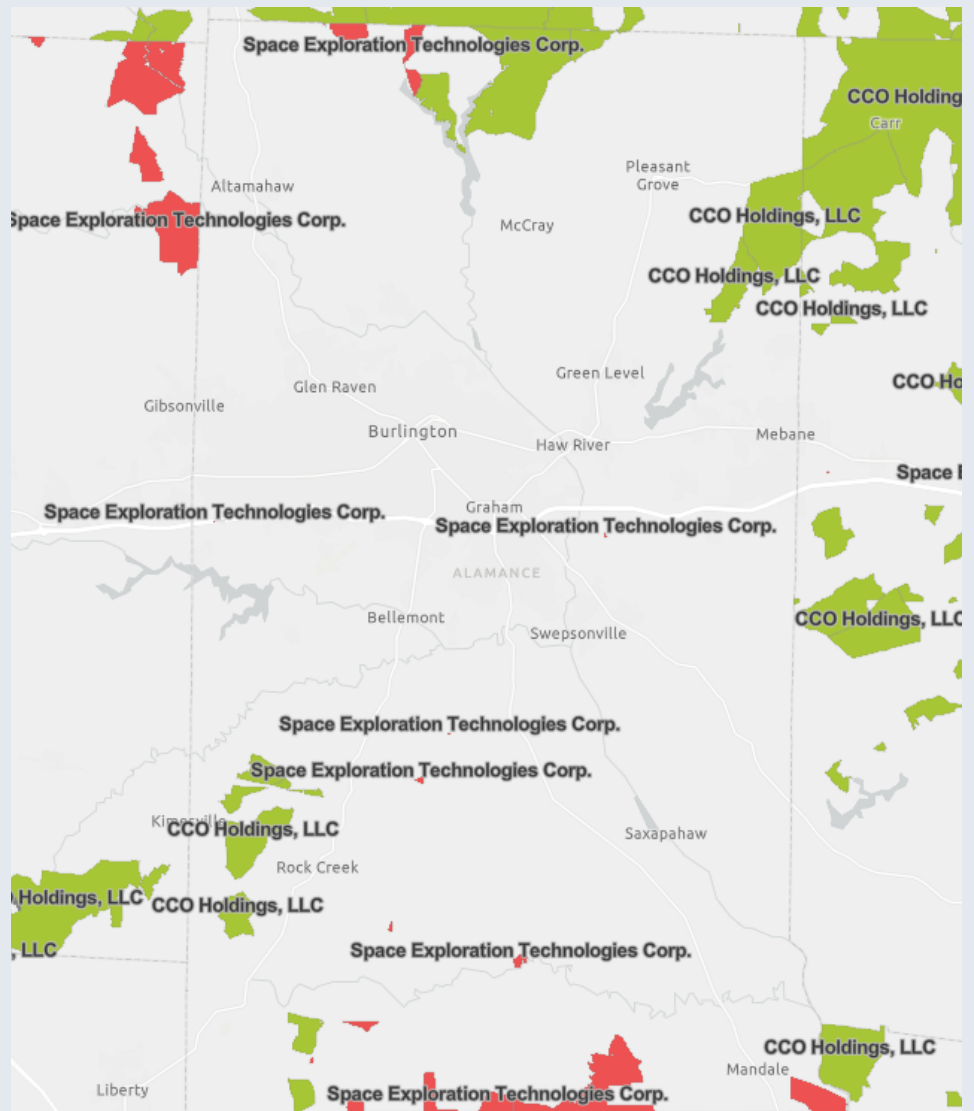 Space Exploration Technologies Corp.
CCO Holding
Carr
Pleasant
Grove
Altamahaw
Space Exploration Technologies Corp.
McCray
CCO Holdings, LLC
CCO Holdings, LLC
CCO Holdings, LLC
Green Level
CCO Ho
Glen Raven
Gibsonville
Burlington
Haw River
Mebane
Space E
Graham
Space Exploration Technologies Corp.
Space Exploration Technologies Corp.
ALAMANCE
Bellemont
CCO Holdings, LLC
Swepsonville
Space Exploration Technologies Corp.
Space Exploration Technologies Corp.
Kimesville
CCO Holdings, LLC
Saxapahaw
Rock Creek
Holdings, LLC
CCO Holdings, LLC
, LLC
Space Exploration Technologies Corp.
CCO Holdings, LLC
Mandale
Liberty
Space Exploration Technologies Corp.